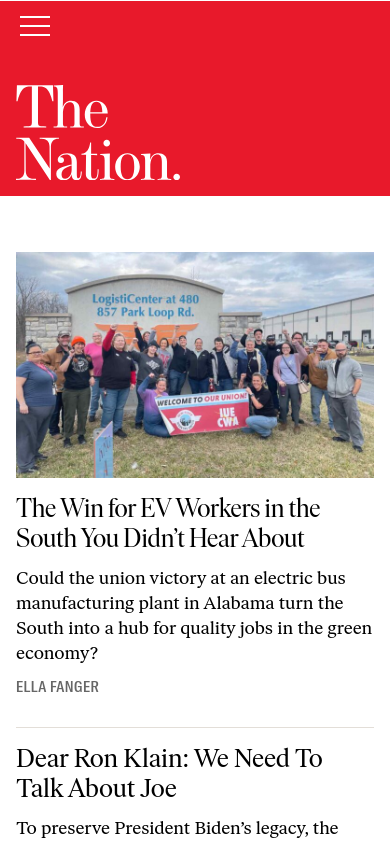 The
Nation.
LogistiCenter at 480
857 Park Loop Rd.
WELCOME TO OUR UNION!
IUE
CWA
The Win for EV Workers in the
South You Didn’t Hear About
Could the union victory at an electric bus
manufacturing plant in Alabama turn the
South into a hub for quality jobs in the green
economy?
ELLA FANGER
Dear Ron Klain: We Need To
Talk About Joe
To preserve President Biden’s legacy, the